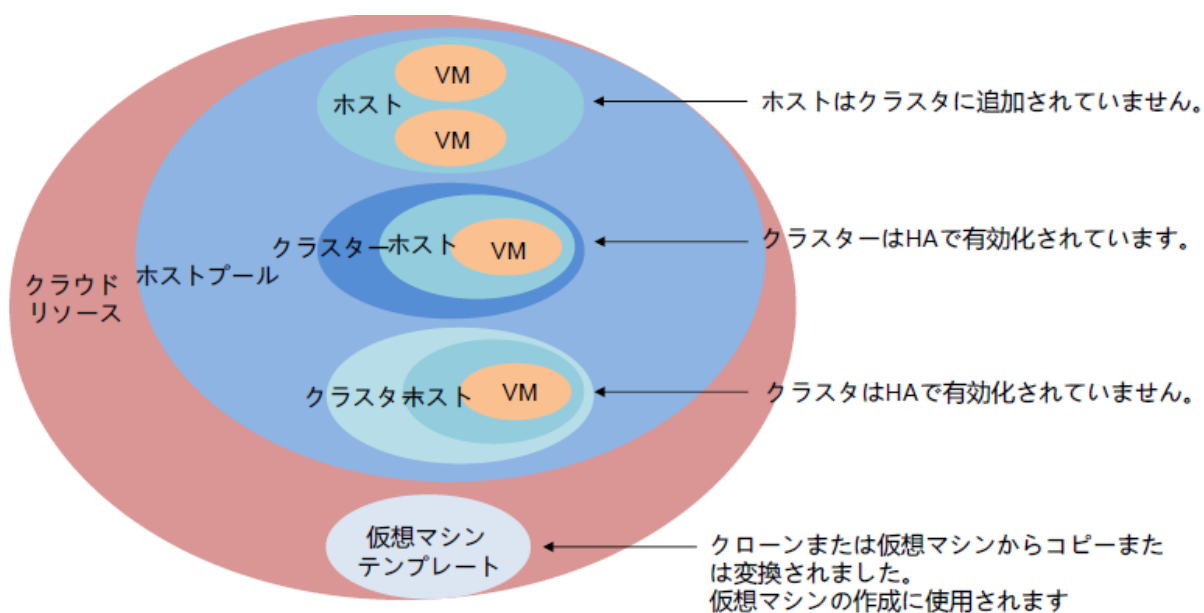 VM
ホスト
VM
ホストはクラスタに追加されていません。
クラスター
ホスト
VM
クラスターはHAで有効化されています。
ホストプール
クラウド
リソース
クラスター
ホスト
VM
クラスタはHAで有効化されていません。
仮想マシン
テンプレート
クローンまたは仮想マシンからコピーまた
は変換されました。
仮想マシンの作成に使用されます